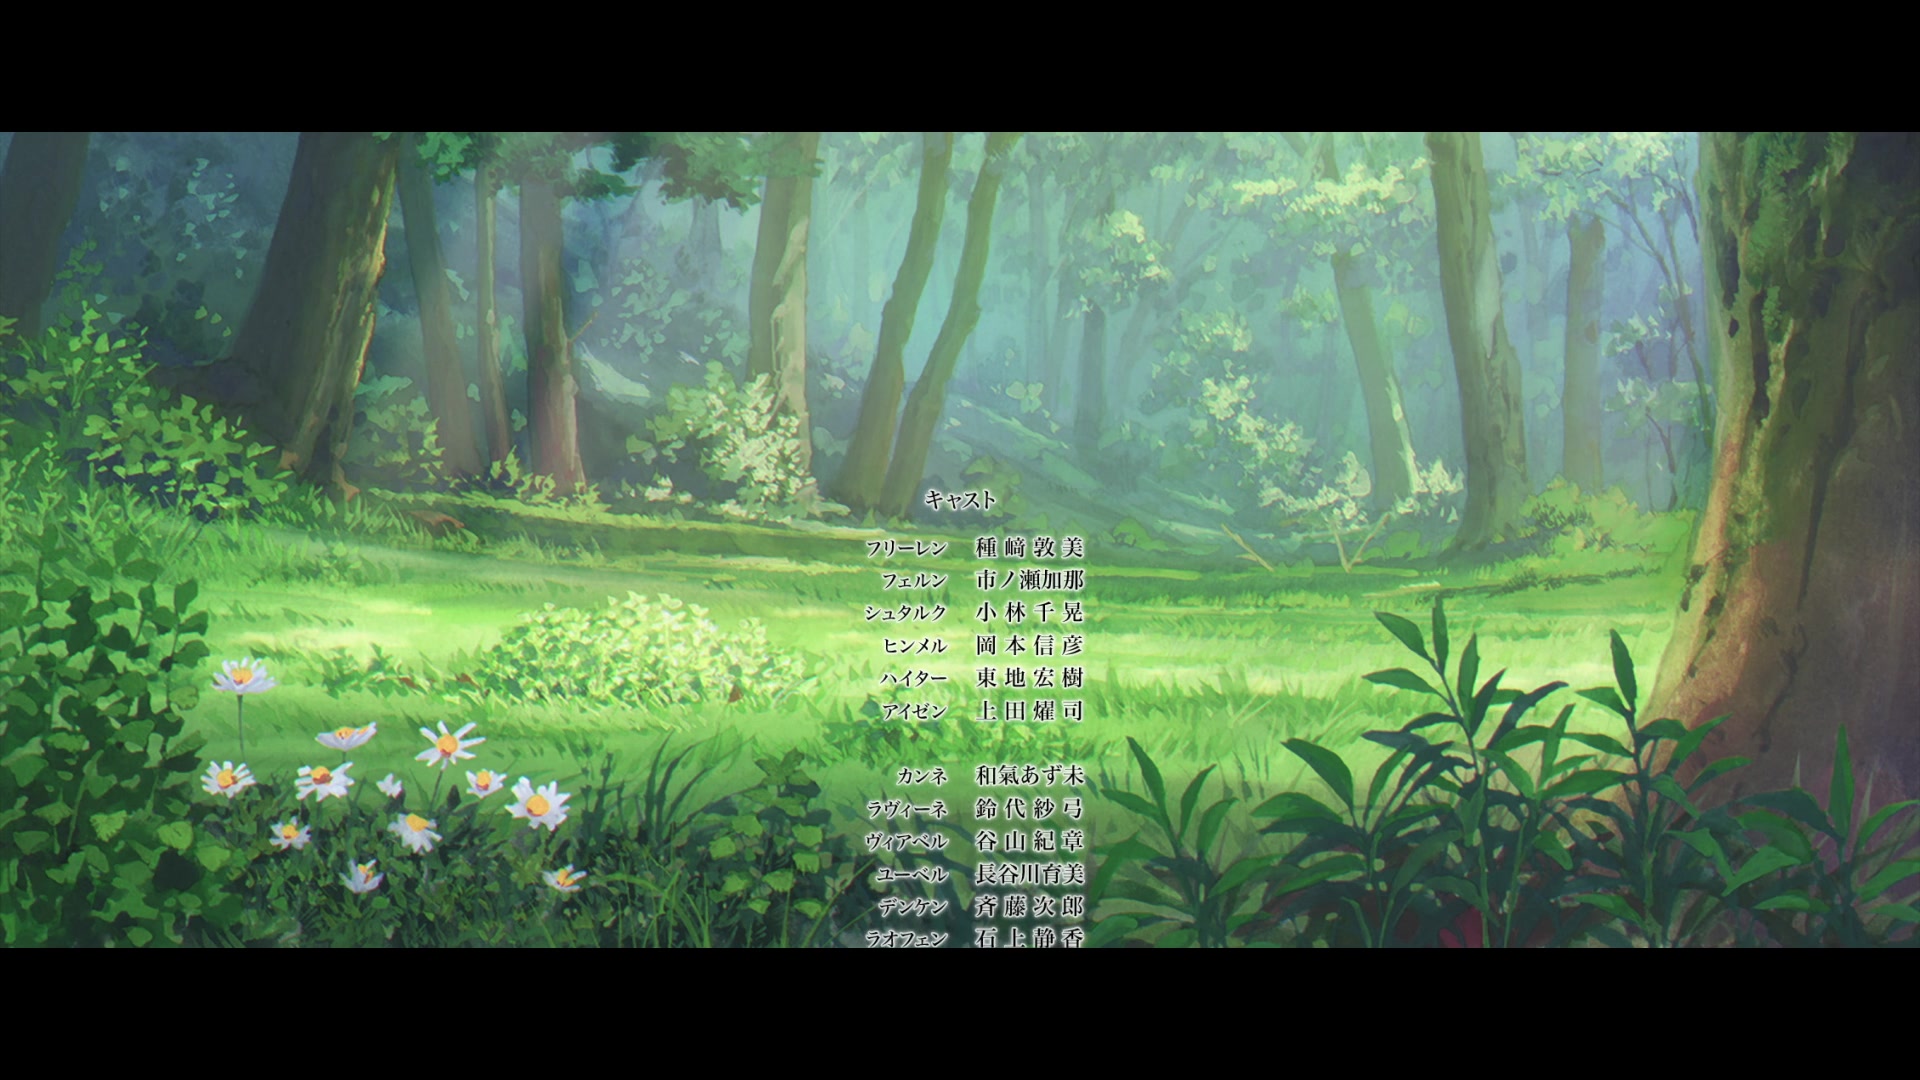 キャスト
フリーレン 種﨑敦美
フェルン 市ノ瀬加那
シュタルク 小林千晃
ヒンメル 岡本信彦
ハイター 東地宏樹
アイゼン 上田燿司
カンネ 和氣あず未
ラヴィーネ 鈴代紗弓
ヴィアベル 谷山紀章
ユーベル 長谷川育美
デンケン 斉藤次郎
ラオフェン 石上静香